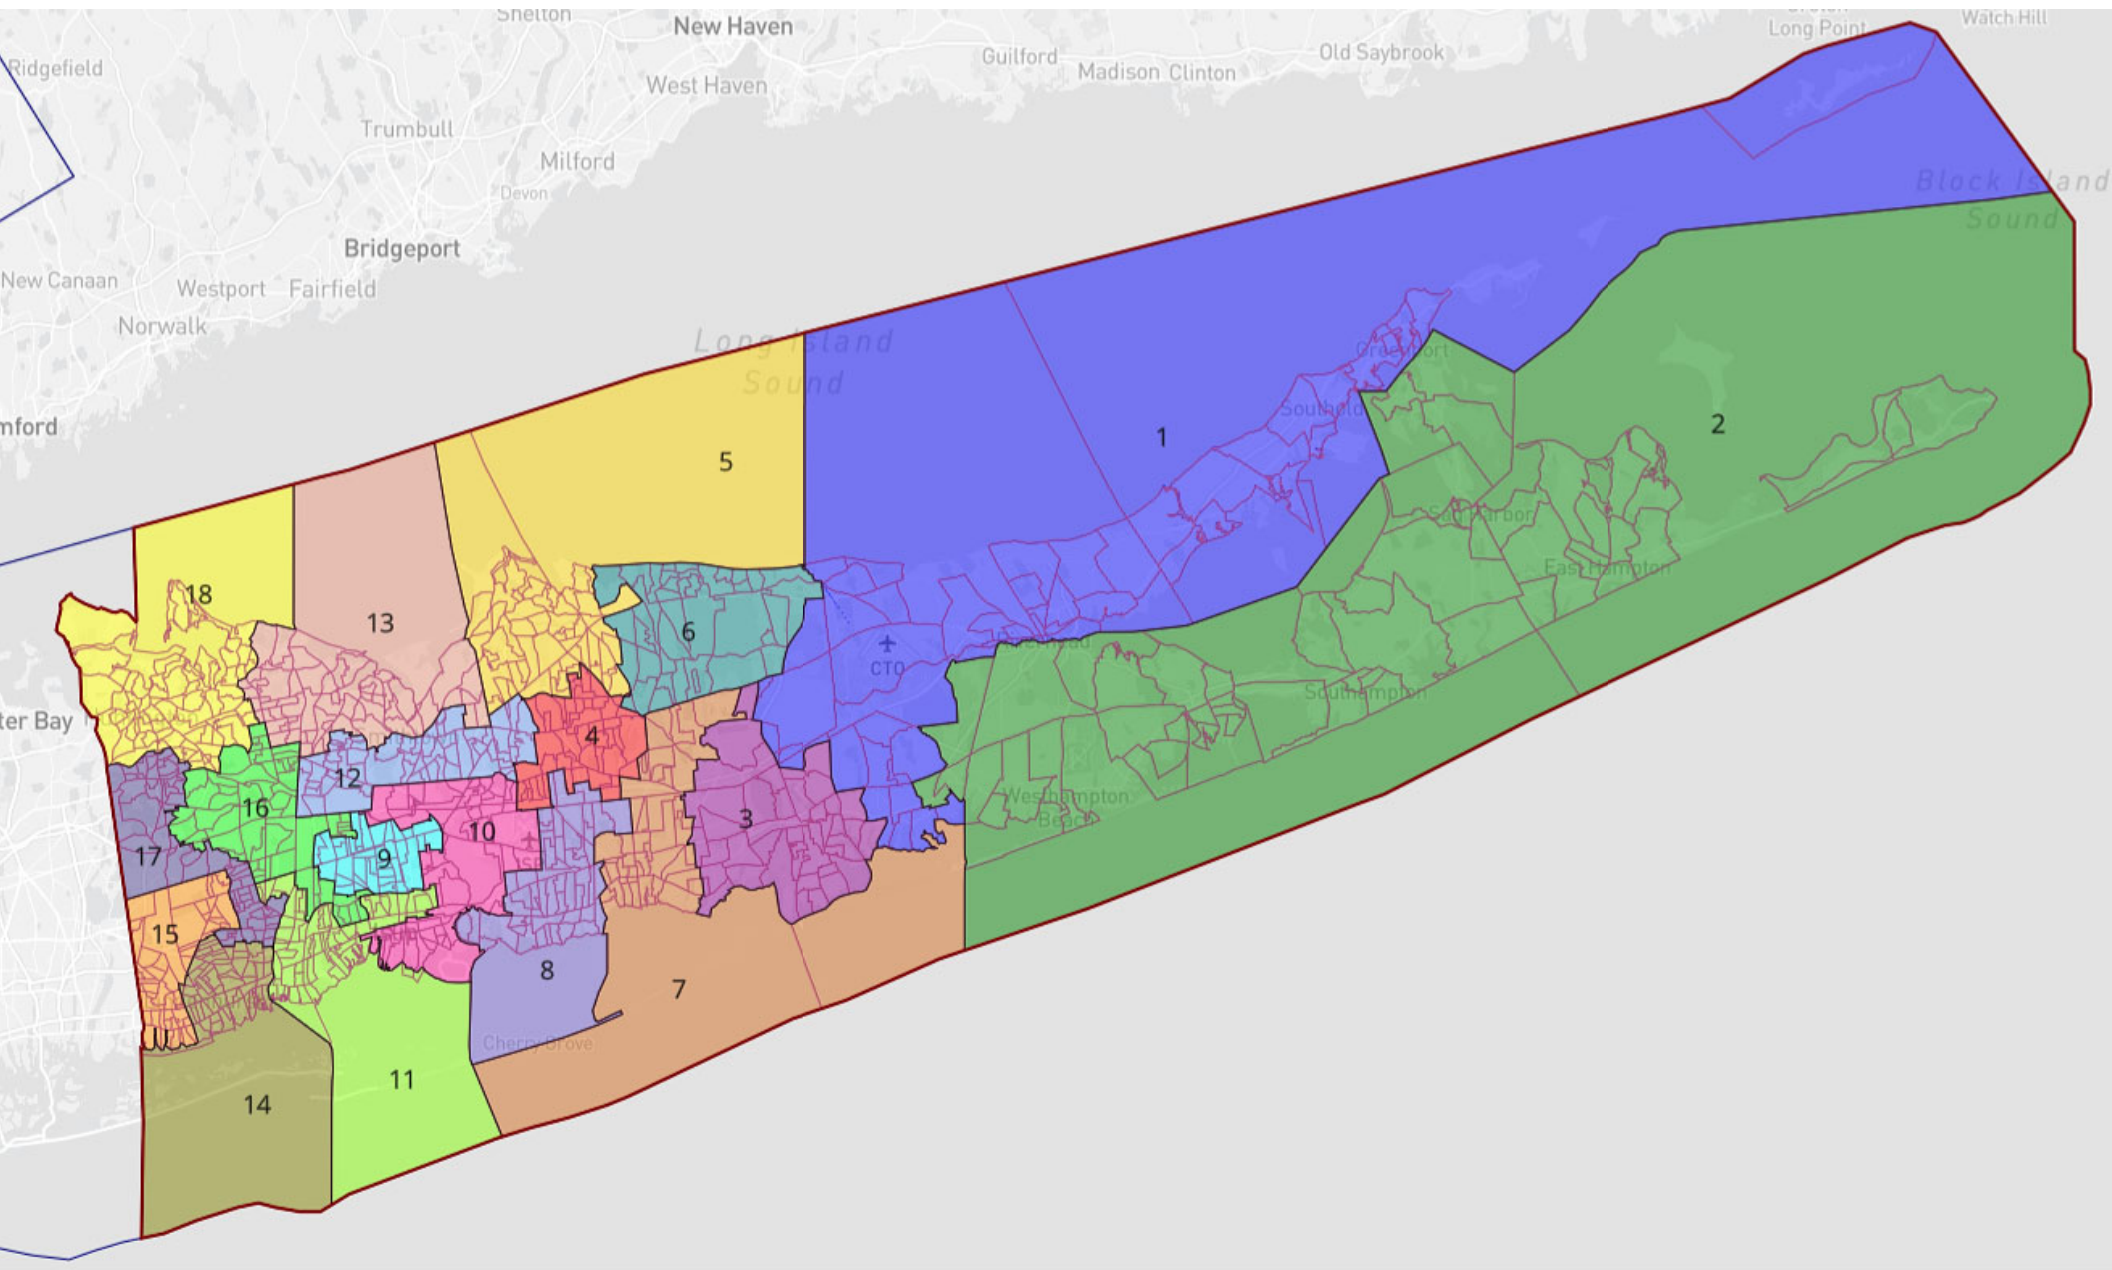 Shelton
New Haven
Long Point
Watch Hill
Ridgefield
Guilford
Old Saybrook
Madison
Clinton
West Haven
Trumbull
Milford
Devon
Block Island
Sound
Bridgeport
New Canaan
Westport
Fairfield
Norwalk
Long Island
Sound
Greenport
Southold
mford
1
2
5
Sag Harbor
East Hampton
18
13
6
Riverhead
CTO
Southampton
ter Bay
4
12
16
Westhampton
Beach
3
10
ISP
17
9
15
8
7
Cherry Grove
11
14